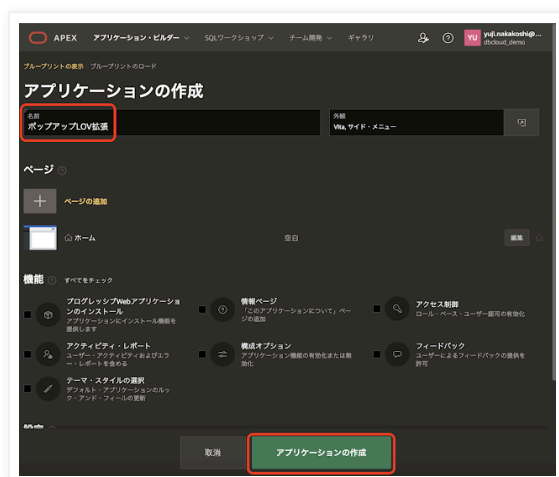 APEX アプリケーション・ビルダー SQLワークショップ チーム開発 ギャラリ YU yuji.nakakoshi@...
dbcloud_demo
ブループリントの表示 ブループリントのロード
アプリケーションの作成
名前
ポップアップLOV拡張
外観
Vita, サイド・メニュー
ページ
ページの追加
ホーム 空白 編集
機能 すべてをチェック
プログレッシブWebアプリケーションのインストール
アプリケーションにインストール機能を提供します
情報ページ
「このアプリケーションについて」ページの追加
アクセス制御
ロール・ベース・ユーザー認可の有効化
アクティビティ・レポート
ユーザー・アクティビティおよびエラー・レポートを含める
構成オプション
アプリケーション機能の有効化または無効化
フィードバック
ユーザーによるフィードバックの提供を許可
テーマ・スタイルの選択
デフォルト・アプリケーションのルック・アンド・フィールの更新
取消 アプリケーションの作成